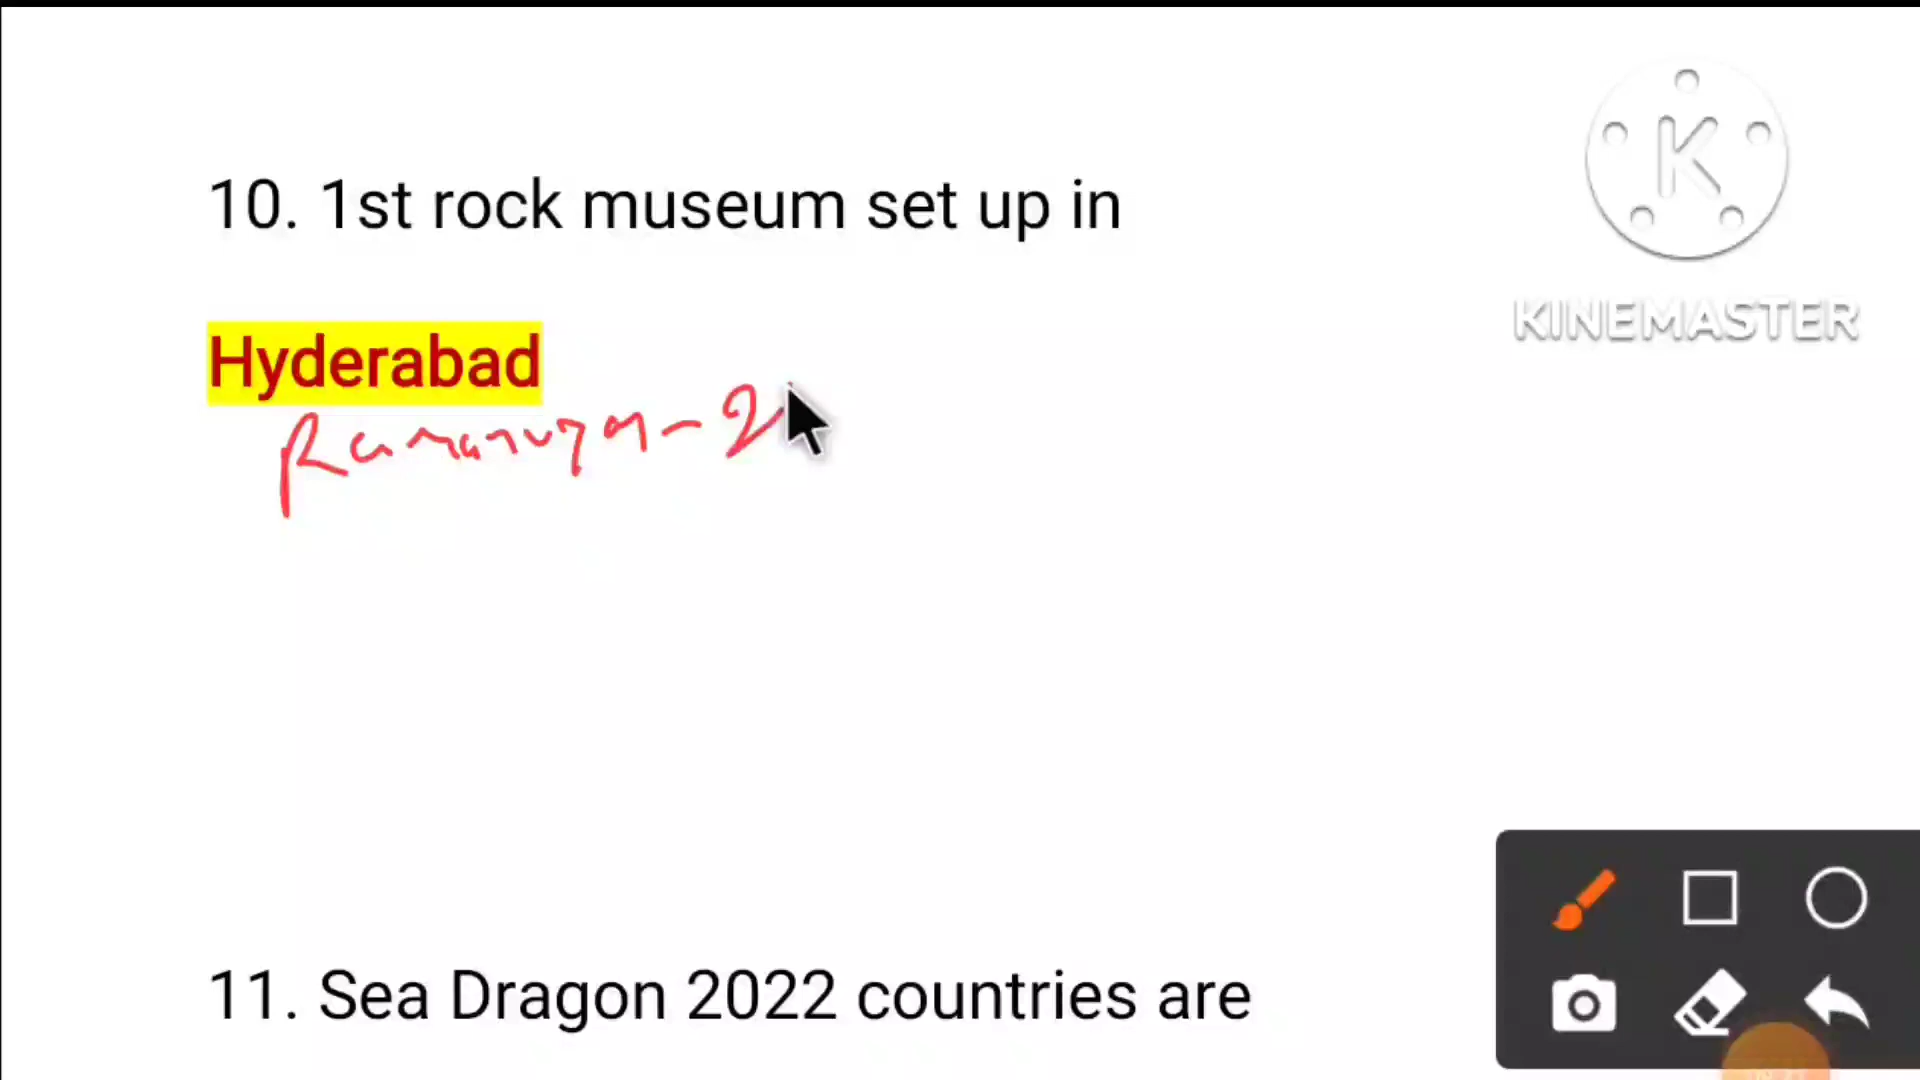 10. 1st rock museum set up in
K
KINEMASTER
Hyderabad
11. Sea Dragon 2022 countries are